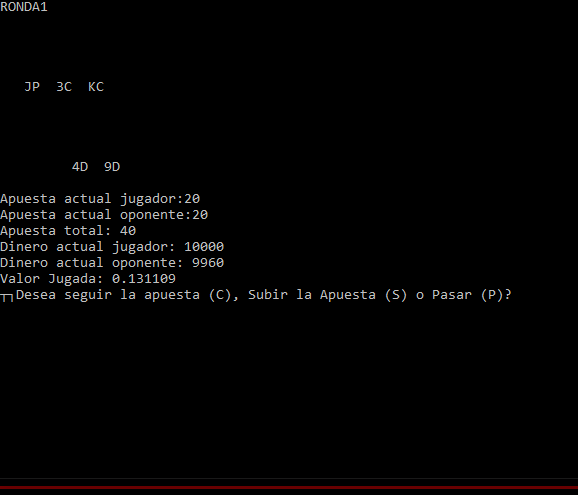 RONDA1
JP 3C KC
4D 9D
Apuesta actual jugador:20
Apuesta actual oponente:20
Apuesta total: 40
Dinero actual jugador: 10000
Dinero actual oponente: 9960
Valor Jugada: 0.131109
┬┐Desea seguir la apuesta (C), Subir la Apuesta (S) o Pasar (P)?